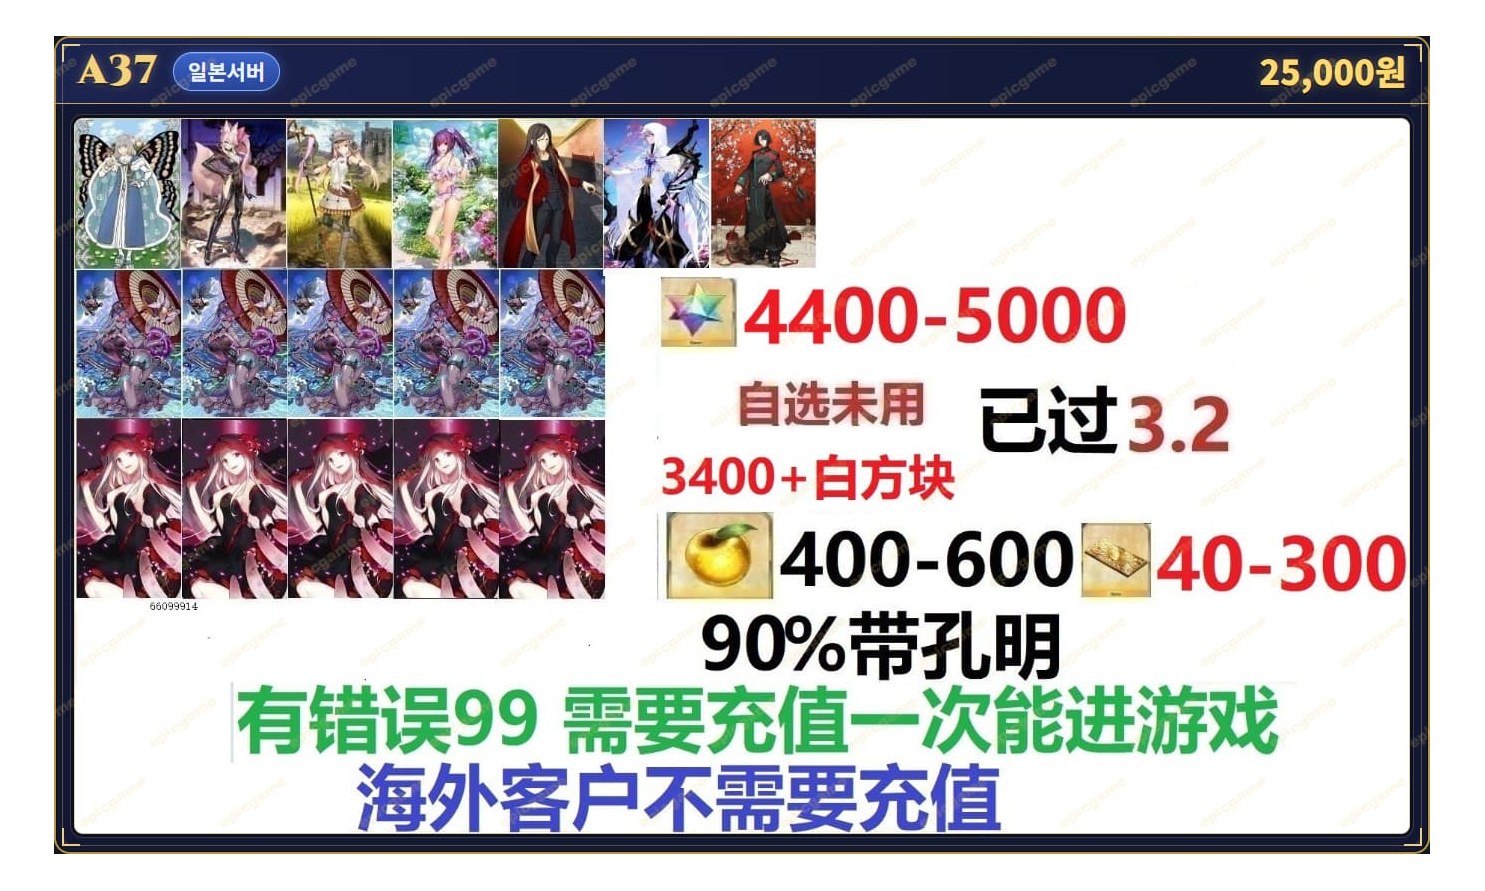 A37 일본서버 25,000원
4400-5000
自选未用 已过3.2
3400+白方块
400-600 40-300
66099914
90%带孔明
有错误99 需要充值一次能进游戏
海外客户不需要充值
epicgame